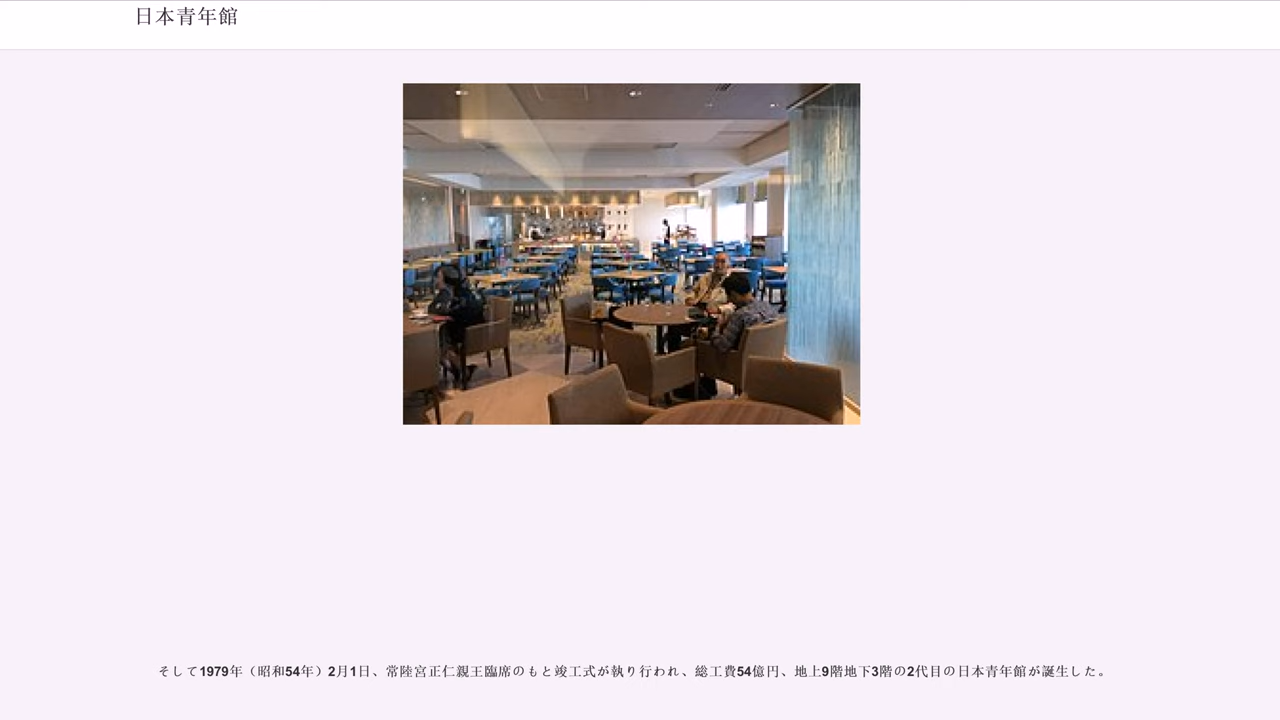 日本青年館
そして1979年（昭和54年）2月1日、常陸宮正仁親王臨席のもと竣工式が執り行われ、総工費54億円、地上9階地下3階の2代目の日本青年館が誕生した。